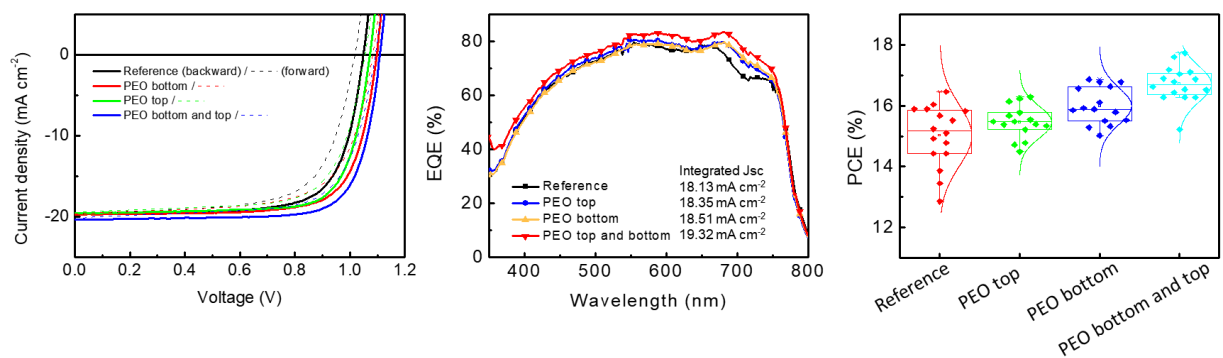 Current density (mA cm-2)
0
-10
-20
0.0 0.2 0.4 0.6 0.8 1.0 1.2
Voltage (V)
Reference (backward) / (forward)
PEO bottom /
PEO top /
PEO bottom and top /
EQE (%)
80
60
40
20
0
400 500 600 700 800
Wavelength (nm)
Integrated Jsc
Reference 18.13 mA cm-2
PEO top 18.35 mA cm-2
PEO bottom 18.51 mA cm-2
PEO top and bottom 19.32 mA cm-2
PCE (%)
18%
16%
15%
12%
Reference
PEO top
PEO bottom
PEO bottom and top